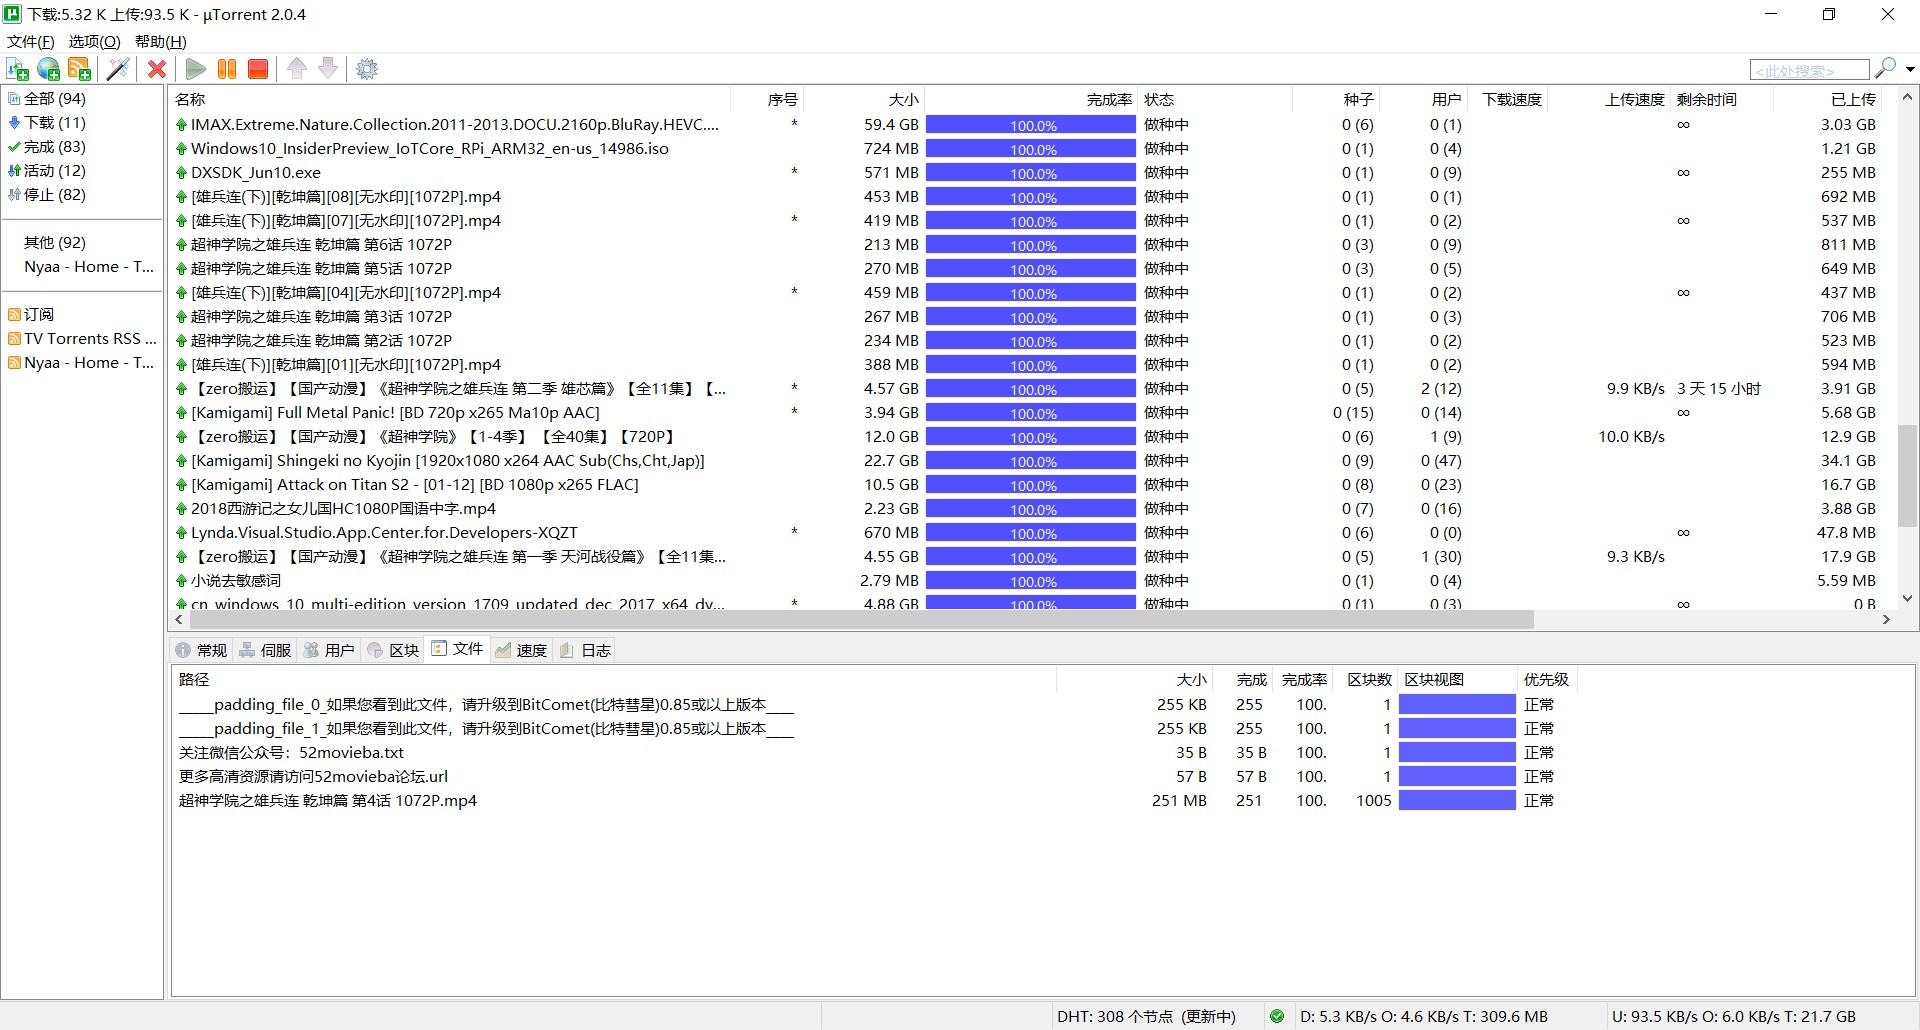 下载:5.32 K 上传:93.5 K - µTorrent 2.0.4
文件(F) 选项(O) 帮助(H)
<此处搜索>
全部 (94)
下载 (11)
完成 (83)
活动 (12)
停止 (82)
其他 (92)
Nyaa - Home - T...
订阅
TV Torrents RSS ...
Nyaa - Home - T...
名称 序号 大小 完成率 状态 种子 用户 下载速度 上传速度 剩余时间 已上传
IMAX.Extreme.Nature.Collection.2011-2013.DOCU.2160p.BluRay.HEVC.... * 59.4 GB 100.0% 做种中 0 (6) 0 (1) ∞ 3.03 GB
Windows10_InsiderPreview_IoTCore_RPi_ARM32_en-us_14986.iso 724 MB 100.0% 做种中 0 (1) 0 (4) 1.21 GB
DXSDK_Jun10.exe * 571 MB 100.0% 做种中 0 (1) 0 (9) ∞ 255 MB
[雄兵连(下)][乾坤篇][08][无水印][1072P].mp4 453 MB 100.0% 做种中 0 (1) 0 (1) 692 MB
[雄兵连(下)][乾坤篇][07][无水印][1072P].mp4 * 419 MB 100.0% 做种中 0 (1) 0 (2) ∞ 537 MB
超神学院之雄兵连 乾坤篇 第6话 1072P 213 MB 100.0% 做种中 0 (3) 0 (9) 811 MB
超神学院之雄兵连 乾坤篇 第5话 1072P 270 MB 100.0% 做种中 0 (3) 0 (5) 649 MB
[雄兵连(下)][乾坤篇][04][无水印][1072P].mp4 * 459 MB 100.0% 做种中 0 (1) 0 (2) ∞ 437 MB
超神学院之雄兵连 乾坤篇 第3话 1072P 267 MB 100.0% 做种中 0 (1) 0 (3) 706 MB
超神学院之雄兵连 乾坤篇 第2话 1072P 234 MB 100.0% 做种中 0 (1) 0 (2) 523 MB
[雄兵连(下)][乾坤篇][01][无水印][1072P].mp4 388 MB 100.0% 做种中 0 (1) 0 (2) 594 MB
【zero搬运】【国产动漫】《超神学院之雄兵连 第二季 雄芯篇》【全11集】【... * 4.57 GB 100.0% 做种中 0 (5) 2 (12) 9.9 KB/s 3 天 15 小时 3.91 GB
[Kamigami] Full Metal Panic! [BD 720p x265 Ma10p AAC] * 3.94 GB 100.0% 做种中 0 (15) 0 (14) ∞ 5.68 GB
【zero搬运】【国产动漫】《超神学院》【1-4季】 【全40集】【720P】 12.0 GB 100.0% 做种中 0 (6) 1 (9) 10.0 KB/s 12.9 GB
[Kamigami] Shingeki no Kyojin [1920x1080 x264 AAC Sub(Chs,Cht,Jap)] 22.7 GB 100.0% 做种中 0 (9) 0 (47) 34.1 GB
[Kamigami] Attack on Titan S2 - [01-12] [BD 1080p x265 FLAC] 10.5 GB 100.0% 做种中 0 (8) 0 (23) 16.7 GB
2018西游记之女儿国HC1080P国语中字.mp4 2.23 GB 100.0% 做种中 0 (7) 0 (16) 3.88 GB
Lynda.Visual.Studio.App.Center.for.Developers-XQZT * 670 MB 100.0% 做种中 0 (6) 0 (0) ∞ 47.8 MB
【zero搬运】【国产动漫】《超神学院之雄兵连 第一季 天河战役篇》【全11集... 4.55 GB 100.0% 做种中 0 (5) 1 (30) 9.3 KB/s 17.9 GB
小说去敏感词 2.79 MB 100.0% 做种中 0 (1) 0 (4) 5.59 MB
cn_windows_10_multi-edition_version_1709_updated_dec_2017_x64_dv... * 4.88 GB 100.0% 做种中 0 (1) 0 (3) ∞ 0 B
常规 伺服 用户 区块 文件 速度 日志
路径 大小 完成 完成率 区块数 区块视图 优先级
_____padding_file_0_如果您看到此文件，请升级到BitComet(比特彗星)0.85或以上版本____ 255 KB 255 100. 1 正常
_____padding_file_1_如果您看到此文件，请升级到BitComet(比特彗星)0.85或以上版本____ 255 KB 255 100. 1 正常
关注微信公众号：52movieba.txt 35 B 35 B 100. 1 正常
更多高清资源请访问52movieba论坛.url 57 B 57 B 100. 1 正常
超神学院之雄兵连 乾坤篇 第4话 1072P.mp4 251 MB 251 100. 1005 正常
DHT: 308 个节点 (更新中) D: 5.3 KB/s O: 4.6 KB/s T: 309.6 MB U: 93.5 KB/s O: 6.0 KB/s T: 21.7 GB